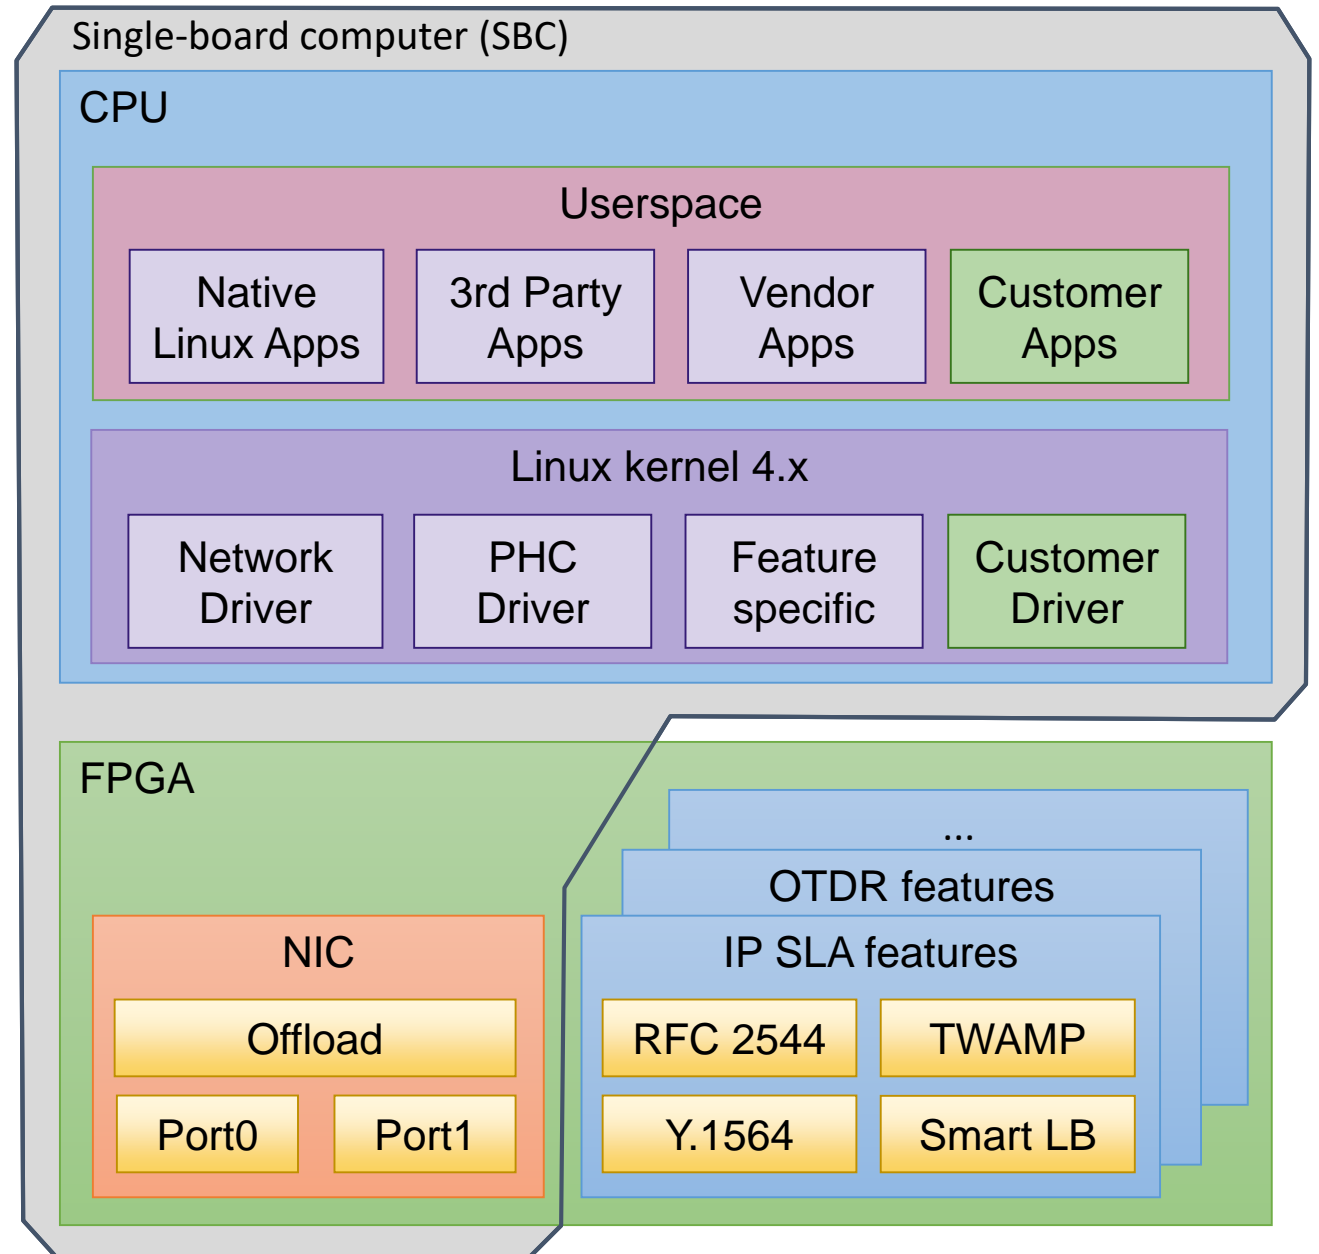 Single-board computer (SBC)
CPU
Userspace
Native
Linux Apps
3rd Party
Apps
Vendor
Apps
Customer
Apps
Linux kernel 4.x
Network
Driver
PHC
Driver
Feature
specific
Customer
Driver
FPGA
...
OTDR features
NIC
IP SLA features
Offload
RFC 2544
TWAMP
Port0
Port1
Y.1564
Smart LB